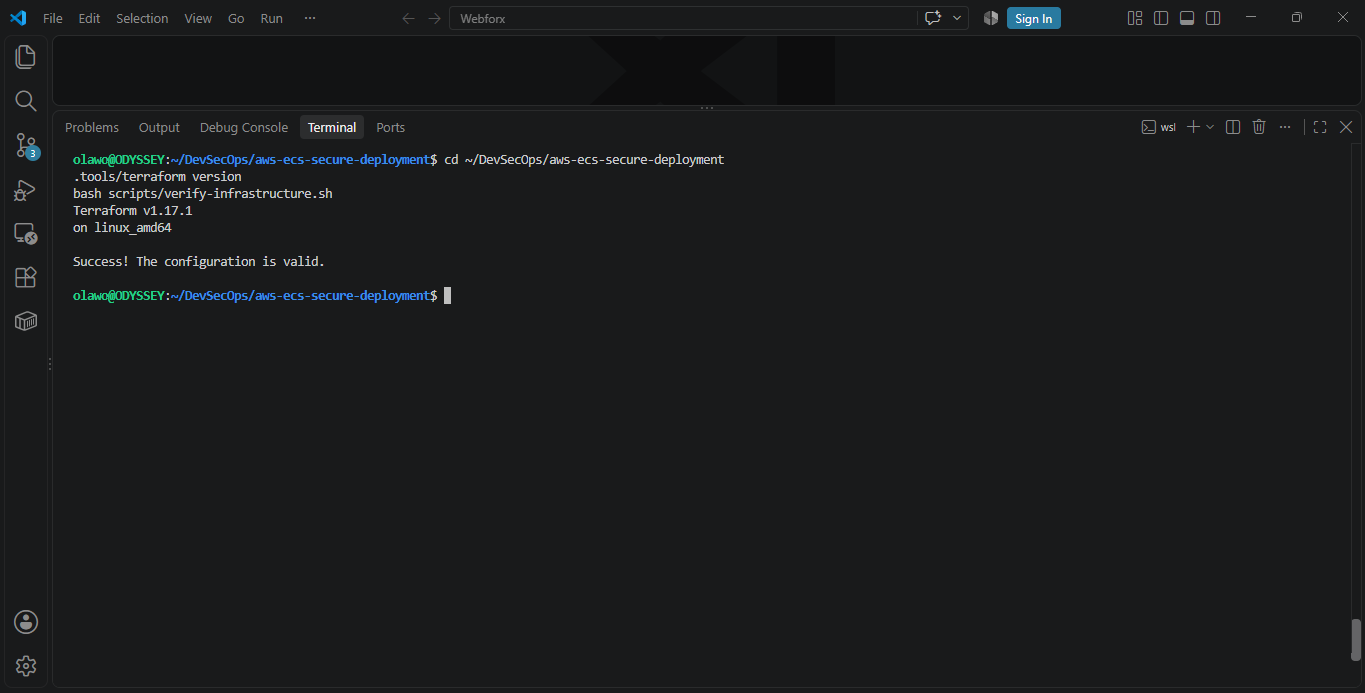 File Edit Selection View Go Run ··· Webforx Sign In
Problems Output Debug Console Terminal Ports wsl
olawo@ODYSSEY:~/DevSecOps/aws-ecs-secure-deployment$ cd ~/DevSecOps/aws-ecs-secure-deployment
.tools/terraform version
bash scripts/verify-infrastructure.sh
Terraform v1.17.1
on linux_amd64
Success! The configuration is valid.
olawo@ODYSSEY:~/DevSecOps/aws-ecs-secure-deployment$
3